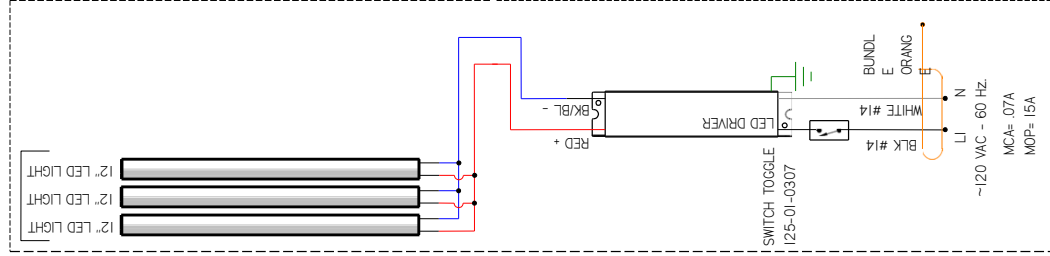 12" LED LIGHT
12" LED LIGHT
12" LED LIGHT
BK/BL -
RED +
LED DRIVER
SWITCH TOGGLE
125-01-0307
WHITE #14
BLK #14
BUNDL
E
ORANG
E
N
L1
~120 VAC - 60 Hz.
MCA= .07A
MOP= 15A